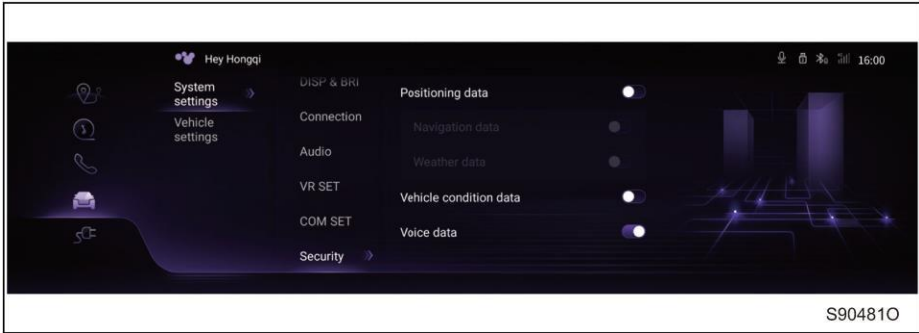 Hey Hongqi
16:00
System
settings
Vehicle
settings
DISP & BRI
Connection
Audio
VR SET
COM SET
Security
Positioning data
Navigation data
Weather data
Vehicle condition data
Voice data
S90481O